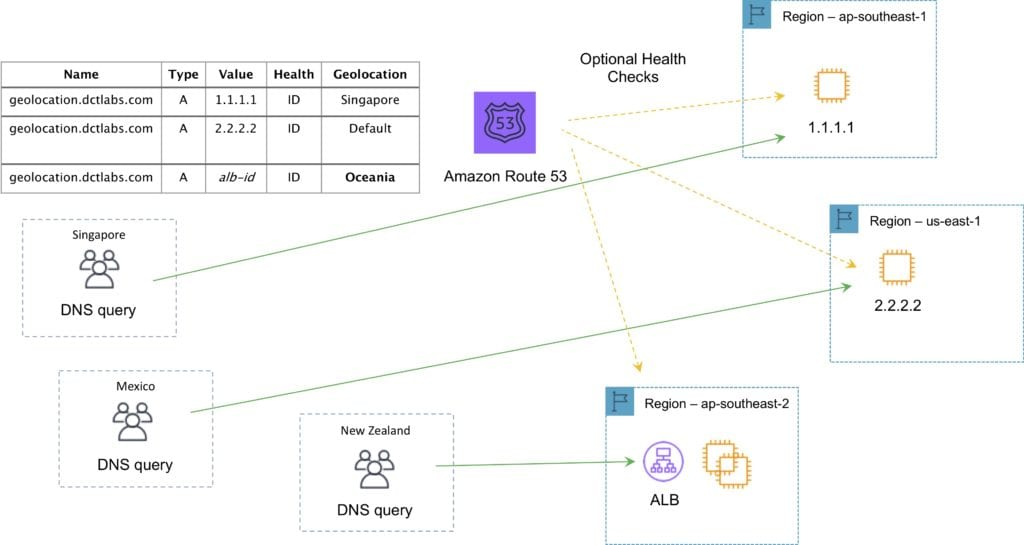 Region – ap-southeast-1
Optional Health
Checks
Name Type Value Health Geolocation
geolocation.dctlabs.com A 1.1.1.1 ID Singapore
geolocation.dctlabs.com A 2.2.2.2 ID Default
geolocation.dctlabs.com A alb-id ID Oceania
53
Amazon Route 53
1.1.1.1
Singapore
DNS query
Region – us-east-1
2.2.2.2
Mexico
DNS query
New Zealand
DNS query
Region – ap-southeast-2
ALB